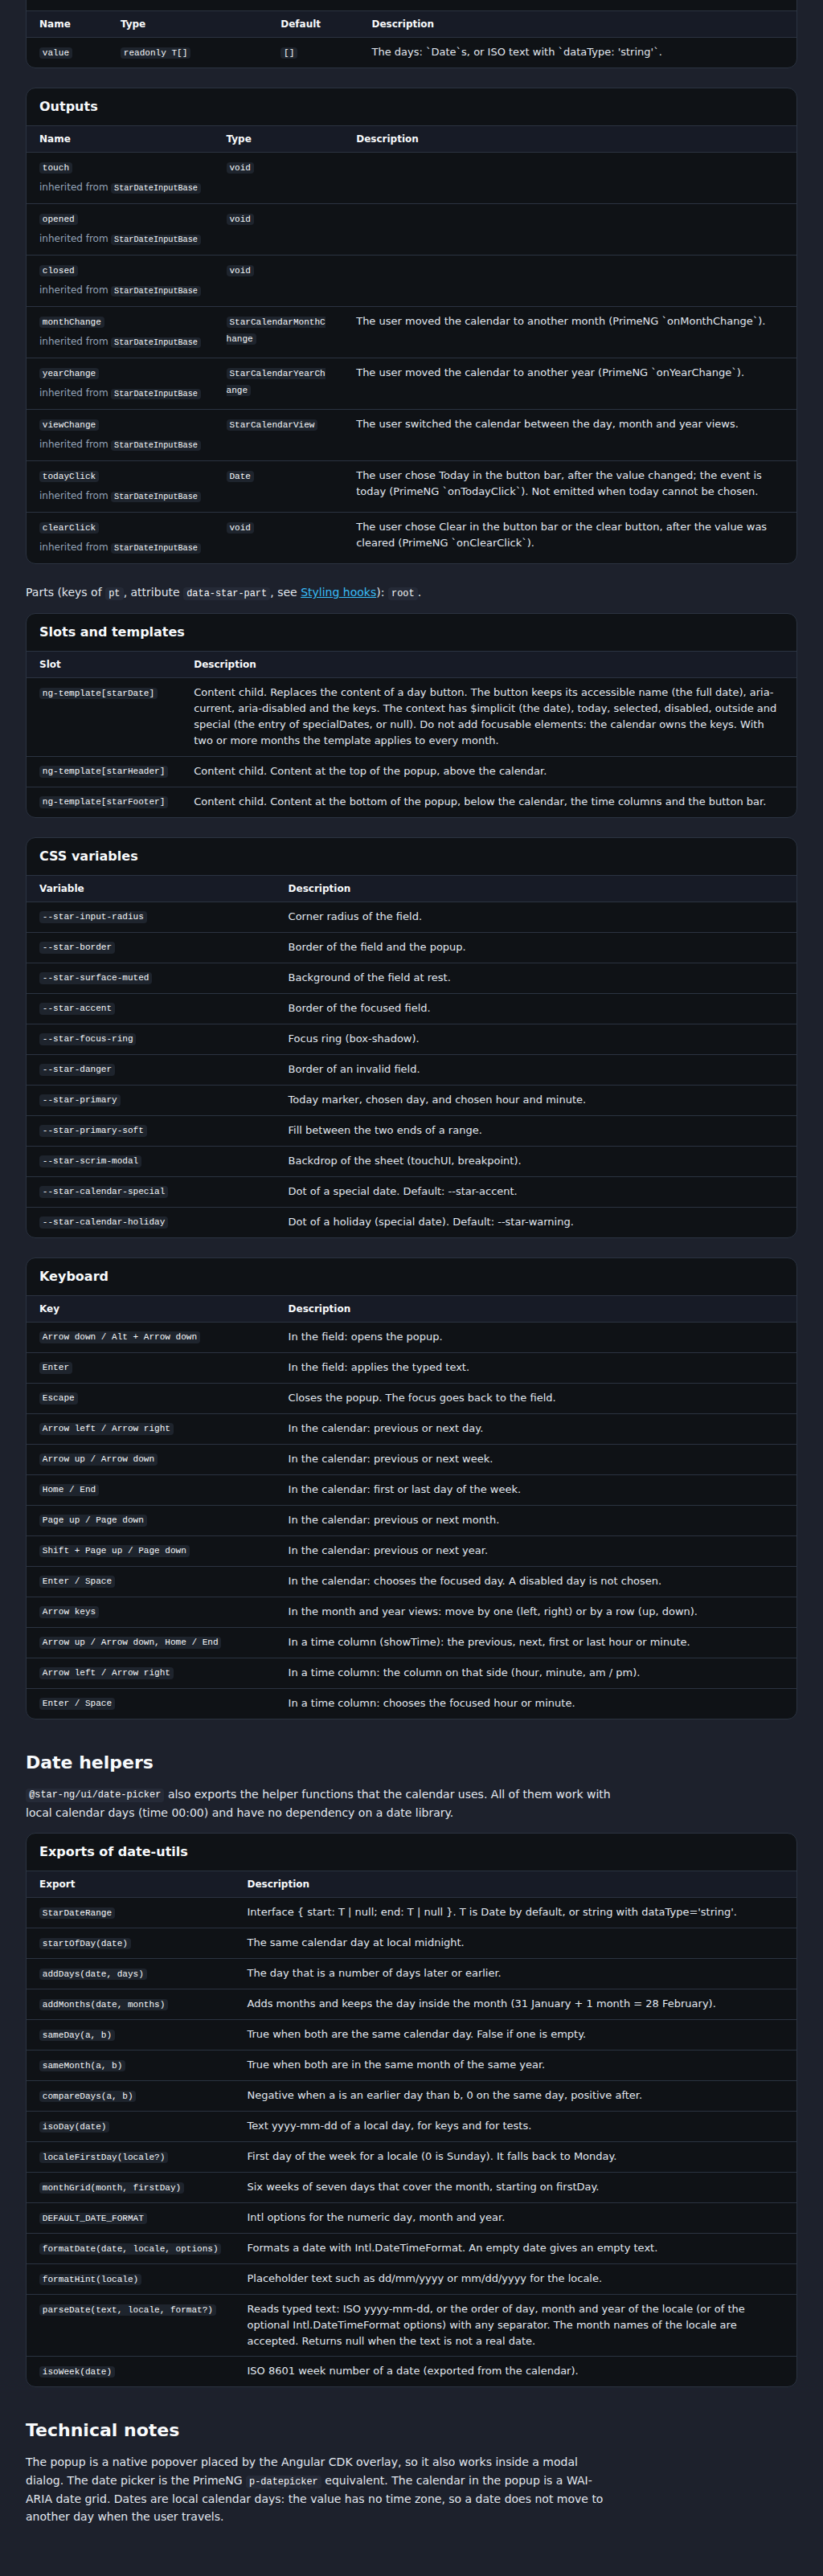 Name Type Default Description
value readonly T[] [] The days: `Date`s, or ISO text with `dataType: 'string'`.
Outputs
Name Type Description
touch void
inherited from StarDateInputBase
opened void
inherited from StarDateInputBase
closed void
inherited from StarDateInputBase
monthChange StarCalendarMonthC The user moved the calendar to another month (PrimeNG `onMonthChange`).
inherited from StarDateInputBase hange
yearChange StarCalendarYearCh The user moved the calendar to another year (PrimeNG `onYearChange`).
inherited from StarDateInputBase ange
viewChange StarCalendarView The user switched the calendar between the day, month and year views.
inherited from StarDateInputBase
todayClick Date The user chose Today in the button bar, after the value changed; the event is
inherited from StarDateInputBase today (PrimeNG `onTodayClick`). Not emitted when today cannot be chosen.
clearClick void The user chose Clear in the button bar or the clear button, after the value was
inherited from StarDateInputBase cleared (PrimeNG `onClearClick`).
Parts (keys of pt, attribute data-star-part, see Styling hooks): root.
Slots and templates
Slot Description
ng-template[starDate] Content child. Replaces the content of a day button. The button keeps its accessible name (the full date), aria-
current, aria-disabled and the keys. The context has $implicit (the date), today, selected, disabled, outside and
special (the entry of specialDates, or null). Do not add focusable elements: the calendar owns the keys. With
two or more months the template applies to every month.
ng-template[starHeader] Content child. Content at the top of the popup, above the calendar.
ng-template[starFooter] Content child. Content at the bottom of the popup, below the calendar, the time columns and the button bar.
CSS variables
Variable Description
--star-input-radius Corner radius of the field.
--star-border Border of the field and the popup.
--star-surface-muted Background of the field at rest.
--star-accent Border of the focused field.
--star-focus-ring Focus ring (box-shadow).
--star-danger Border of an invalid field.
--star-primary Today marker, chosen day, and chosen hour and minute.
--star-primary-soft Fill between the two ends of a range.
--star-scrim-modal Backdrop of the sheet (touchUI, breakpoint).
--star-calendar-special Dot of a special date. Default: --star-accent.
--star-calendar-holiday Dot of a holiday (special date). Default: --star-warning.
Keyboard
Key Description
Arrow down / Alt + Arrow down In the field: opens the popup.
Enter In the field: applies the typed text.
Escape Closes the popup. The focus goes back to the field.
Arrow left / Arrow right In the calendar: previous or next day.
Arrow up / Arrow down In the calendar: previous or next week.
Home / End In the calendar: first or last day of the week.
Page up / Page down In the calendar: previous or next month.
Shift + Page up / Page down In the calendar: previous or next year.
Enter / Space In the calendar: chooses the focused day. A disabled day is not chosen.
Arrow keys In the month and year views: move by one (left, right) or by a row (up, down).
Arrow up / Arrow down, Home / End In a time column (showTime): the previous, next, first or last hour or minute.
Arrow left / Arrow right In a time column: the column on that side (hour, minute, am / pm).
Enter / Space In a time column: chooses the focused hour or minute.
Date helpers
@star-ng/ui/date-picker also exports the helper functions that the calendar uses. All of them work with
local calendar days (time 00:00) and have no dependency on a date library.
Exports of date-utils
Export Description
StarDateRange Interface { start: T | null; end: T | null }. T is Date by default, or string with dataType='string'.
startOfDay(date) The same calendar day at local midnight.
addDays(date, days) The day that is a number of days later or earlier.
addMonths(date, months) Adds months and keeps the day inside the month (31 January + 1 month = 28 February).
sameDay(a, b) True when both are the same calendar day. False if one is empty.
sameMonth(a, b) True when both are in the same month of the same year.
compareDays(a, b) Negative when a is an earlier day than b, 0 on the same day, positive after.
isoDay(date) Text yyyy-mm-dd of a local day, for keys and for tests.
localeFirstDay(locale?) First day of the week for a locale (0 is Sunday). It falls back to Monday.
monthGrid(month, firstDay) Six weeks of seven days that cover the month, starting on firstDay.
DEFAULT_DATE_FORMAT Intl options for the numeric day, month and year.
formatDate(date, locale, options) Formats a date with Intl.DateTimeFormat. An empty date gives an empty text.
formatHint(locale) Placeholder text such as dd/mm/yyyy or mm/dd/yyyy for the locale.
parseDate(text, locale, format?) Reads typed text: ISO yyyy-mm-dd, or the order of day, month and year of the locale (or of the
optional Intl.DateTimeFormat options) with any separator. The month names of the locale are
accepted. Returns null when the text is not a real date.
isoWeek(date) ISO 8601 week number of a date (exported from the calendar).
Technical notes
The popup is a native popover placed by the Angular CDK overlay, so it also works inside a modal
dialog. The date picker is the PrimeNG p-datepicker equivalent. The calendar in the popup is a WAI-
ARIA date grid. Dates are local calendar days: the value has no time zone, so a date does not move to
another day when the user travels.